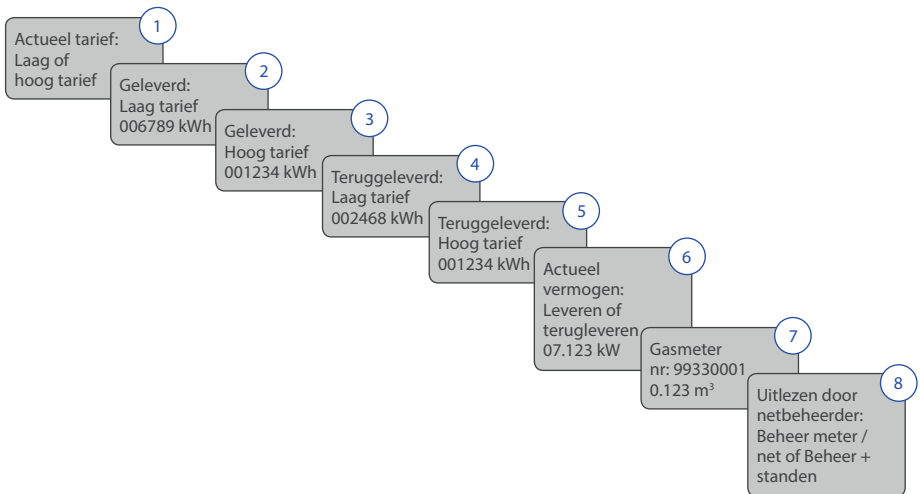 1
Actueel tarief:
Laag of
hoog tarief
2
Geleverd:
Laag tarief
006789 kWh
3
Geleverd:
Hoog tarief
001234 kWh
4
Teruggeleverd:
Laag tarief
002468 kWh
5
Teruggeleverd:
Hoog tarief
001234 kWh
6
Actueel
vermogen:
Leveren of
terugleveren
07.123 kW
7
Gasmeter
nr: 99330001
0.123 m³
8
Uitlezen door
netbeheerder:
Beheer meter /
net of Beheer +
standen